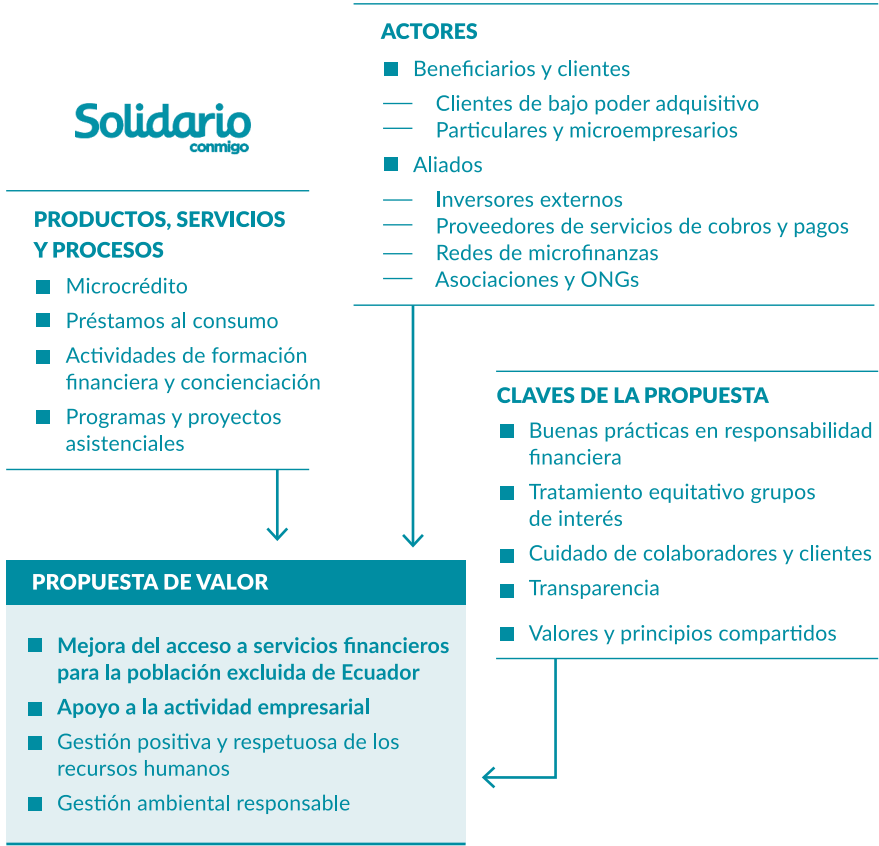 Solidario
conmigo
PRODUCTOS, SERVICIOS
Y PROCESOS
■ Microcrédito
■ Préstamos al consumo
■ Actividades de formación
financiera y concienciación
■ Programas y proyectos
asistenciales
ACTORES
■ Beneficiarios y clientes
— Clientes de bajo poder adquisitivo
— Particulares y microempresarios
■ Aliados
— Inversores externos
— Proveedores de servicios de cobros y pagos
— Redes de microfinanzas
— Asociaciones y ONGs
CLAVES DE LA PROPUESTA
■ Buenas prácticas en responsabilidad
financiera
■ Tratamiento equitativo grupos
de interés
■ Cuidado de colaboradores y clientes
■ Transparencia
■ Valores y principios compartidos
PROPUESTA DE VALOR
■ Mejora del acceso a servicios financieros
para la población excluida de Ecuador
■ Apoyo a la actividad empresarial
■ Gestión positiva y respetuosa de los
recursos humanos
■ Gestión ambiental responsable